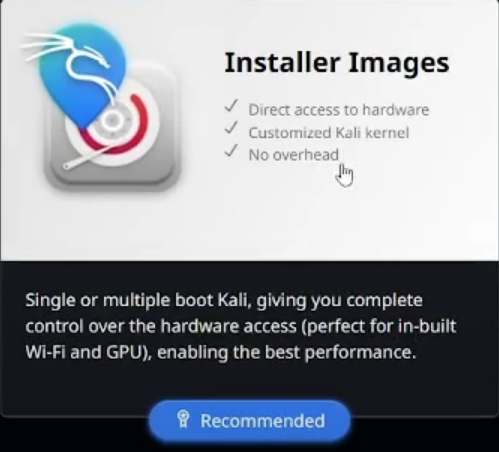 Installer Images
✓ Direct access to hardware
✓ Customized Kali kernel
✓ No overhead
Single or multiple boot Kali, giving you complete
control over the hardware access (perfect for in-built
Wi-Fi and GPU), enabling the best performance.
Recommended